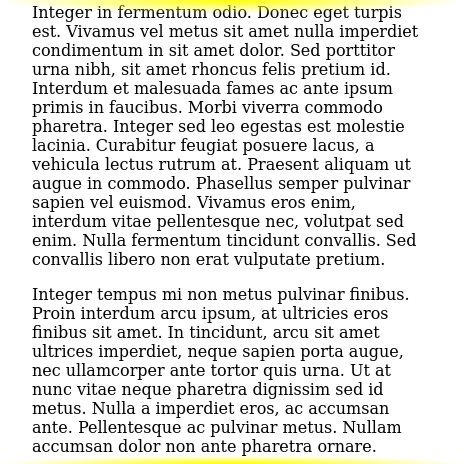 Integer in fermentum odio. Donec eget turpis
est. Vivamus vel metus sit amet nulla imperdiet
condimentum in sit amet dolor. Sed porttitor
urna nibh, sit amet rhoncus felis pretium id.
Interdum et malesuada fames ac ante ipsum
primis in faucibus. Morbi viverra commodo
pharetra. Integer sed leo egestas est molestie
lacinia. Curabitur feugiat posuere lacus, a
vehicula lectus rutrum at. Praesent aliquam ut
augue in commodo. Phasellus semper pulvinar
sapien vel euismod. Vivamus eros enim,
interdum vitae pellentesque nec, volutpat sed
enim. Nulla fermentum tincidunt convallis. Sed
convallis libero non erat vulputate pretium.
Integer tempus mi non metus pulvinar finibus.
Proin interdum arcu ipsum, at ultricies eros
finibus sit amet. In tincidunt, arcu sit amet
ultrices imperdiet, neque sapien porta augue,
nec ullamcorper ante tortor quis urna. Ut at
nunc vitae neque pharetra dignissim sed id
metus. Nulla a imperdiet eros, ac accumsan
ante. Pellentesque ac pulvinar metus. Nullam
accumsan dolor non ante pharetra ornare.